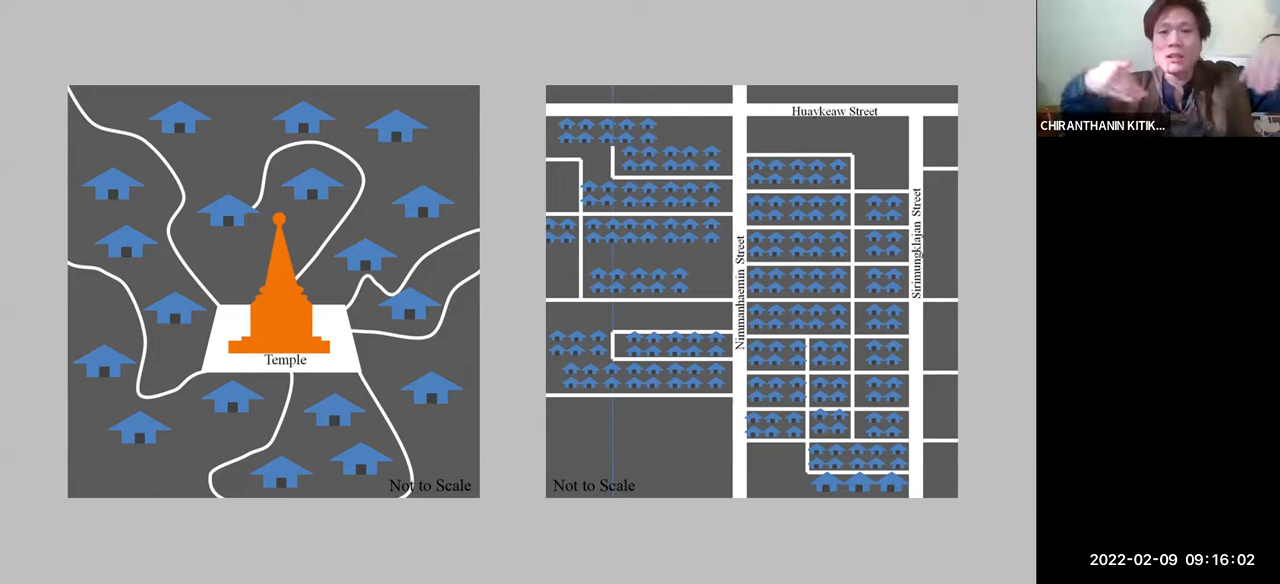 Temple
Not to Scale
Huaykeaw Street
Nimmanhaemin Street
Sirimungklajan Street
Not to Scale
CHIRANTHANIN KITIK...
2022-02-09 09:16:02